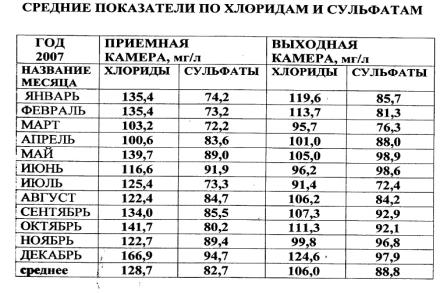 СРЕДНИЕ ПОКАЗАТЕЛИ ПО ХЛОРИДАМ И СУЛЬФАТАМ
ГОД 2007 ПРИЕМНАЯ КАМЕРА, мг/л ВЫХОДНАЯ КАМЕРА, мг/л
НАЗВАНИЕ МЕСЯЦА ХЛОРИДЫ СУЛЬФАТЫ ХЛОРИДЫ СУЛЬФАТЫ
ЯНВАРЬ 135,4 74,2 119,6 85,7
ФЕВРАЛЬ 135,4 73,2 113,7 81,3
МАРТ 103,2 72,2 95,7 76,3
АПРЕЛЬ 100,6 83,6 101,0 88,0
МАЙ 139,7 89,0 105,0 98,9
ИЮНЬ 116,6 91,9 96,2 98,6
ИЮЛЬ 125,4 73,3 91,4 72,4
АВГУСТ 122,4 84,7 106,2 84,2
СЕНТЯБРЬ 134,0 85,5 107,3 92,9
ОКТЯБРЬ 141,7 80,2 111,3 92,1
НОЯБРЬ 122,7 89,4 99,8 96,8
ДЕКАБРЬ 166,9 94,7 124,6 97,9
среднее 128,7 82,7 106,0 88,8